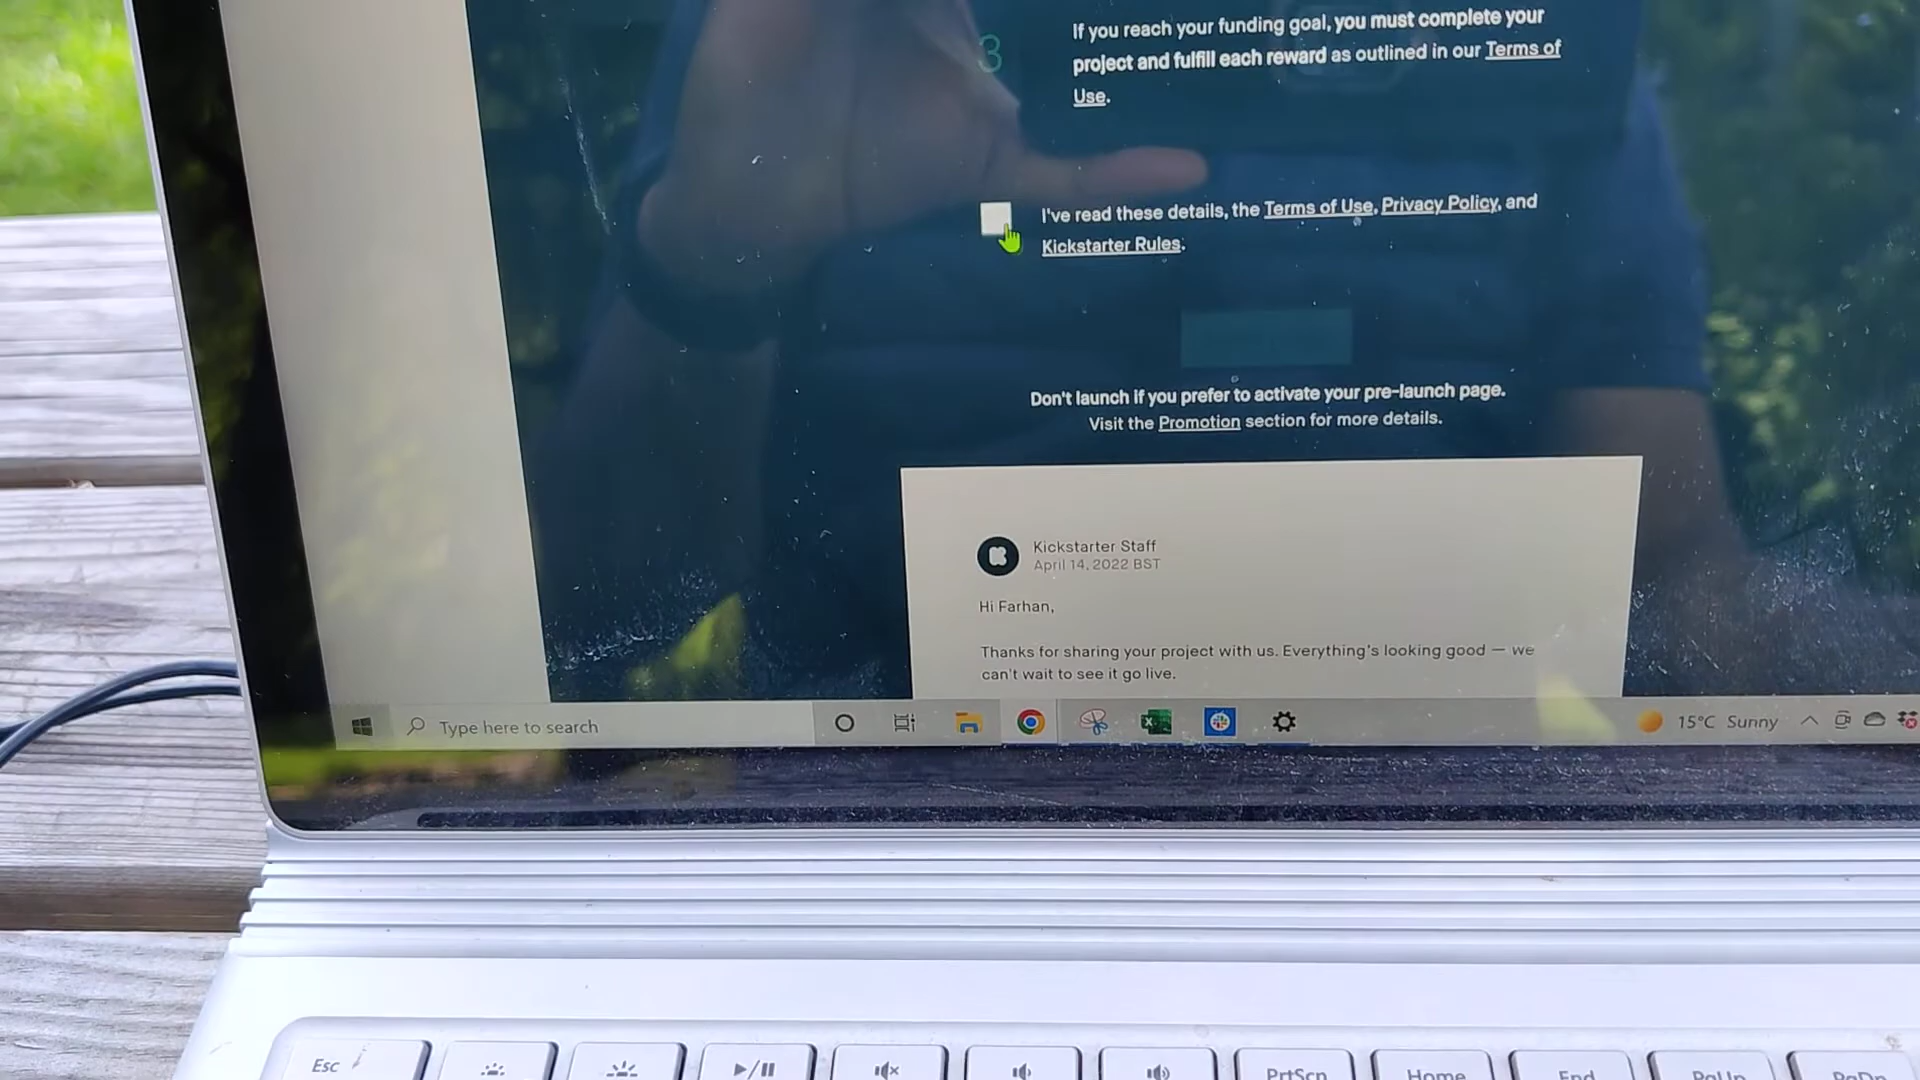 3
If you reach your funding goal, you must complete your
project and fulfill each reward as outlined in our Terms of
Use.
I've read these details, the Terms of Use, Privacy Policy, and
Kickstarter Rules.
Don't launch if you prefer to activate your pre-launch page.
Visit the Promotion section for more details.
Kickstarter Staff
April 14, 2022 BST
Hi Farhan,
Thanks for sharing your project with us. Everything's looking good — we
can't wait to see it go live.
Type here to search
15°C Sunny
Esc
PrtScn
Home
End
PgUp
PgDn